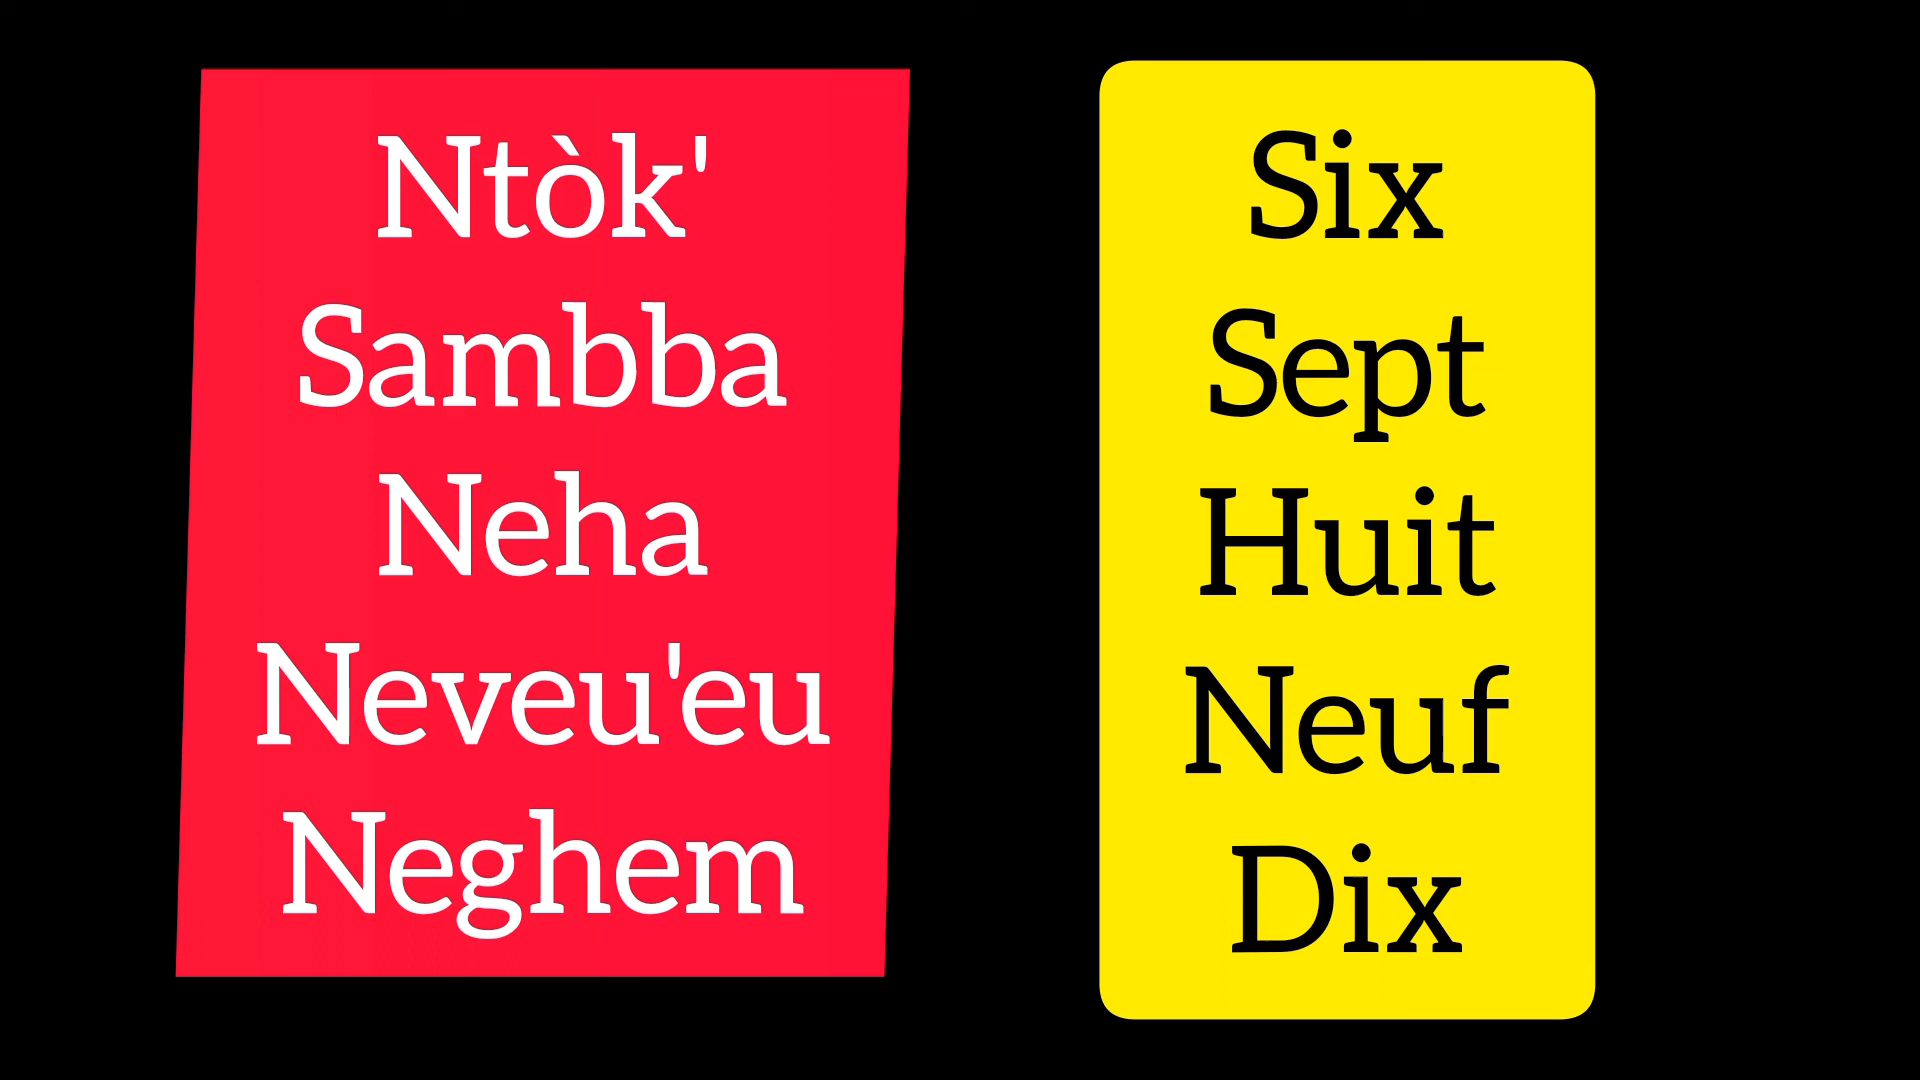 Ntòk'
Sambba
Neha
Neveu'eu
Neghem
Six
Sept
Huit
Neuf
Dix